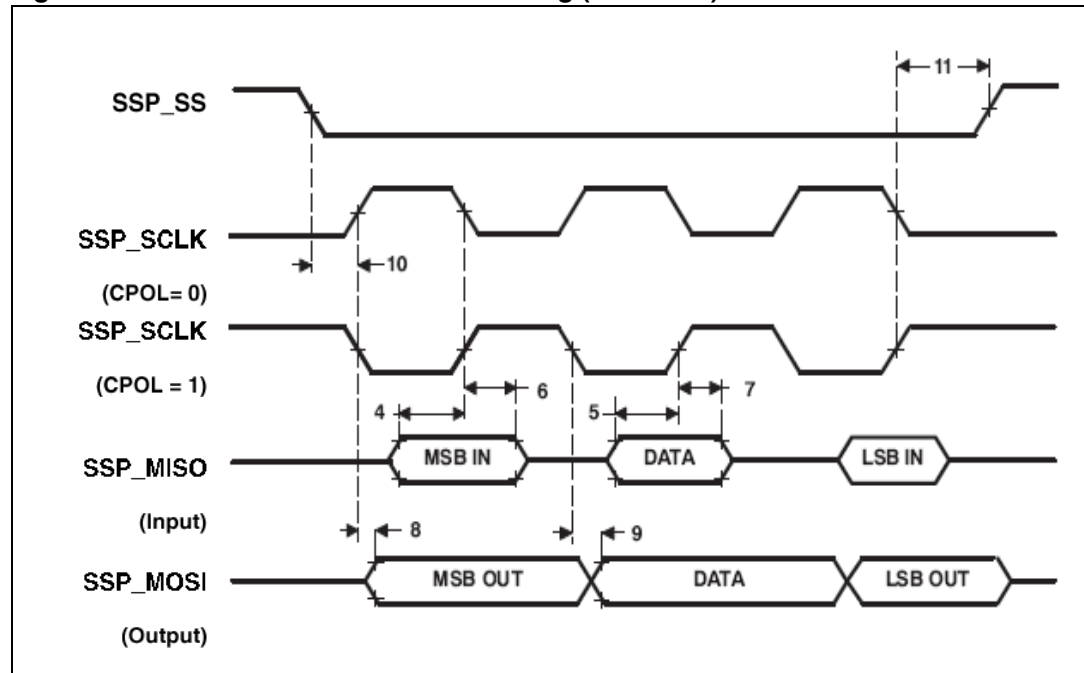 11
SSP_SS
SSP_SCLK
10
(CPOL= 0)
SSP_SCLK
(CPOL = 1)
6
7
4
5
MSB IN
DATA
LSB IN
SSP_MISO
(Input)
8
9
SSP_MOSI
MSB OUT
DATA
LSB OUT
(Output)